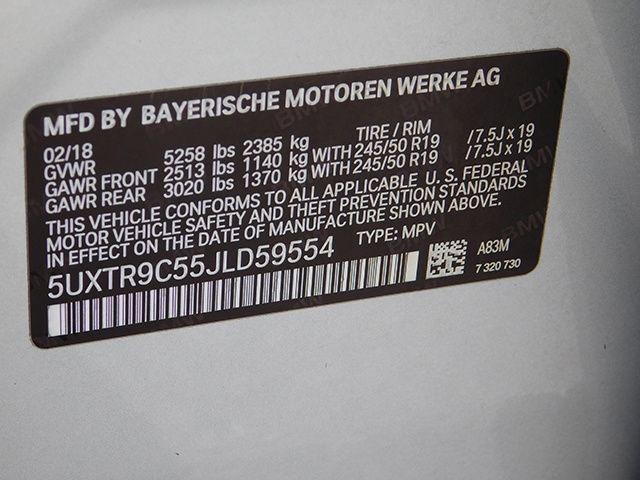 MFD BY BAYERISCHE MOTOREN WERKE AG
02/18 TIRE / RIM
GVWR 5258 lbs 2385 kg
GAWR FRONT 2513 lbs 1140 kg WITH 245/50 R19 /7.5J x 19
GAWR REAR 3020 lbs 1370 kg WITH 245/50 R19 /7.5J x 19
THIS VEHICLE CONFORMS TO ALL APPLICABLE U.S. FEDERAL
MOTOR VEHICLE SAFETY AND THEFT PREVENTION STANDARDS
IN EFFECT ON THE DATE OF MANUFACTURE SHOWN ABOVE.
5UXTR9C55JLD59554 TYPE: MPV
A83M
7 320 730